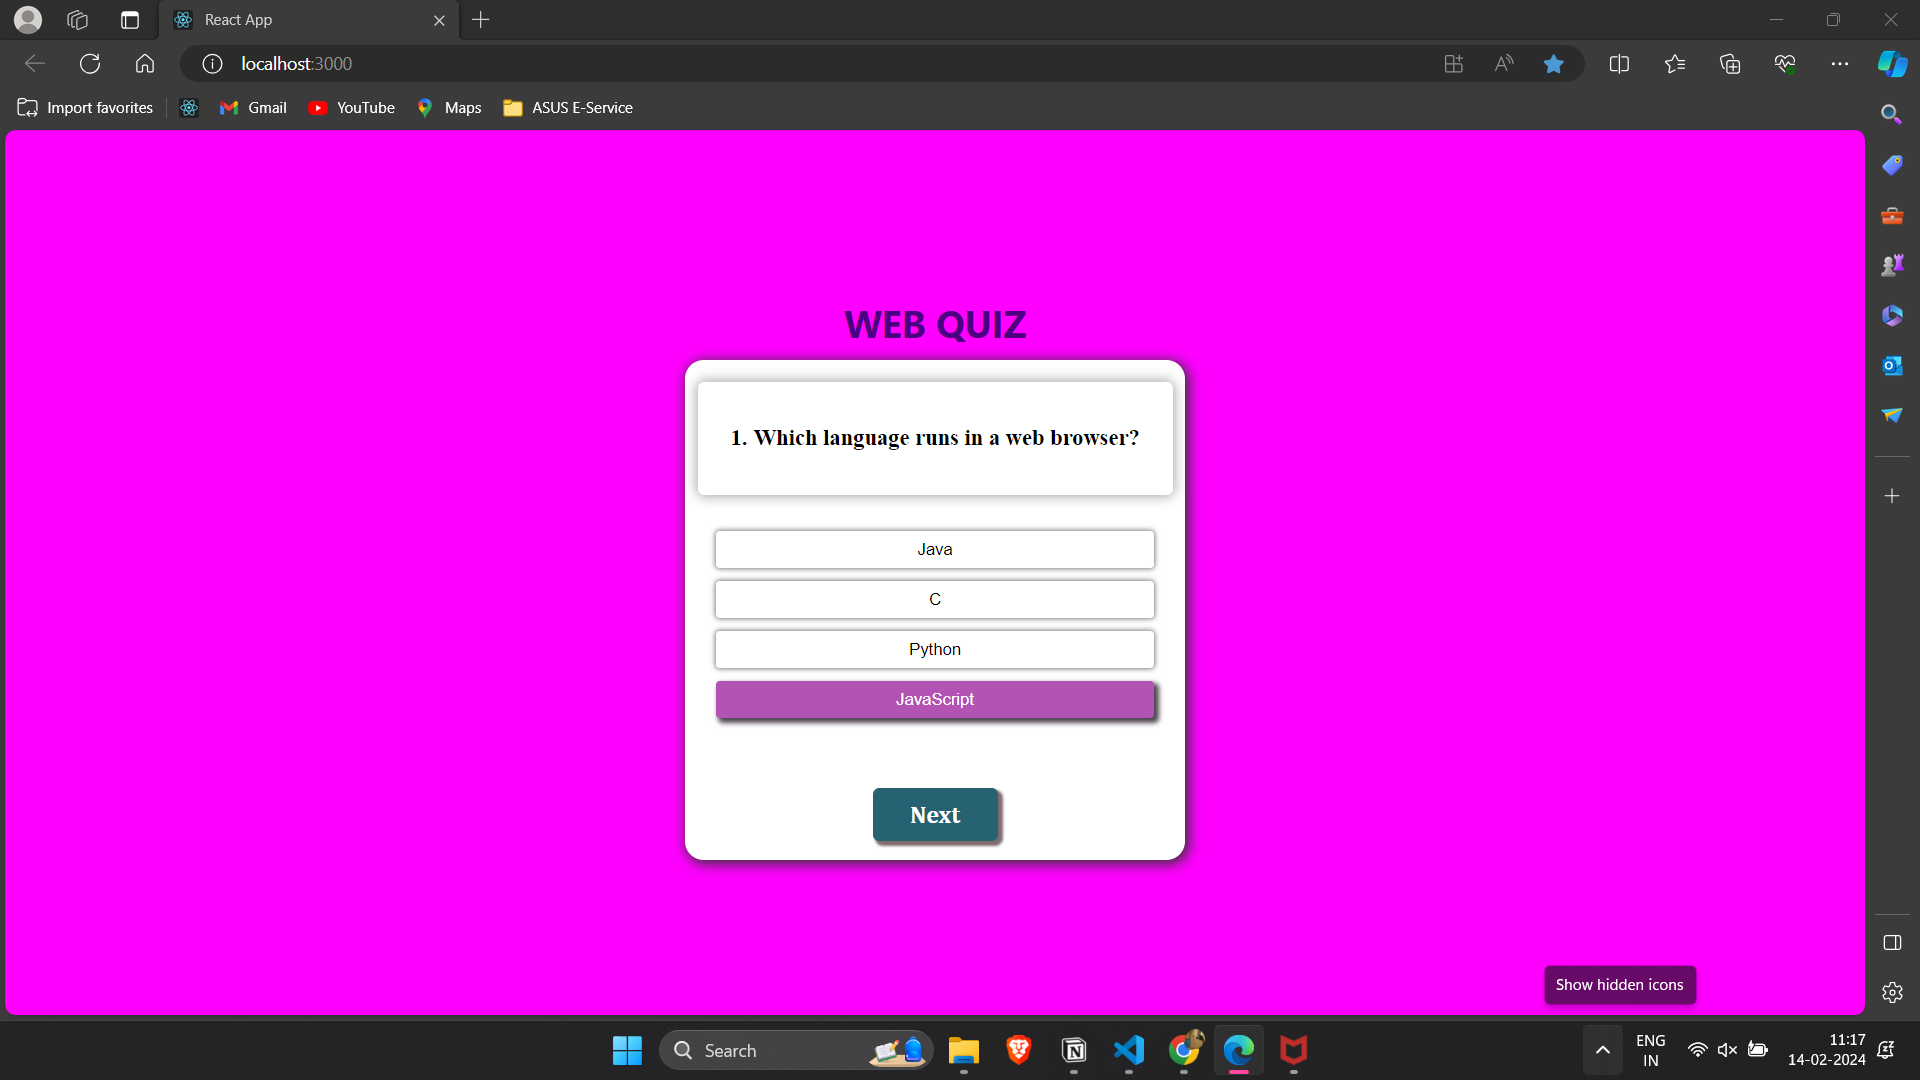 React App
localhost:3000
Import favorites
Gmail
YouTube
Maps
ASUS E-Service
WEB QUIZ
1. Which language runs in a web browser?
Java
C
Python
JavaScript
Next
Show hidden icons
Search
ENG
IN
11:17
14-02-2024